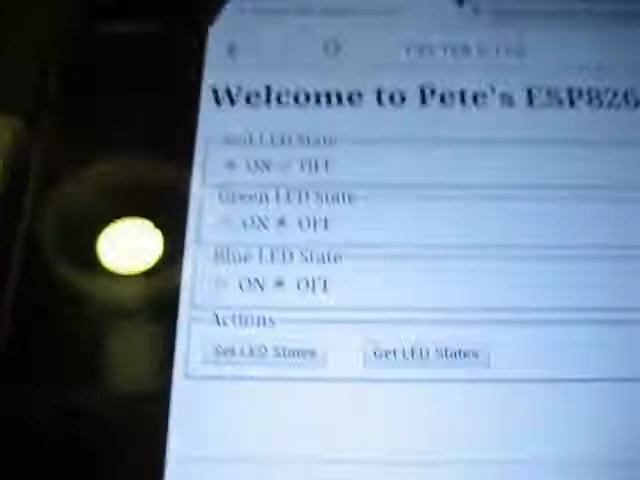 Welcome to Pete's ESP826
Red LED State
ON OFF
Green LED State
ON OFF
Blue LED State
ON OFF
Actions
Set LED States Get LED States